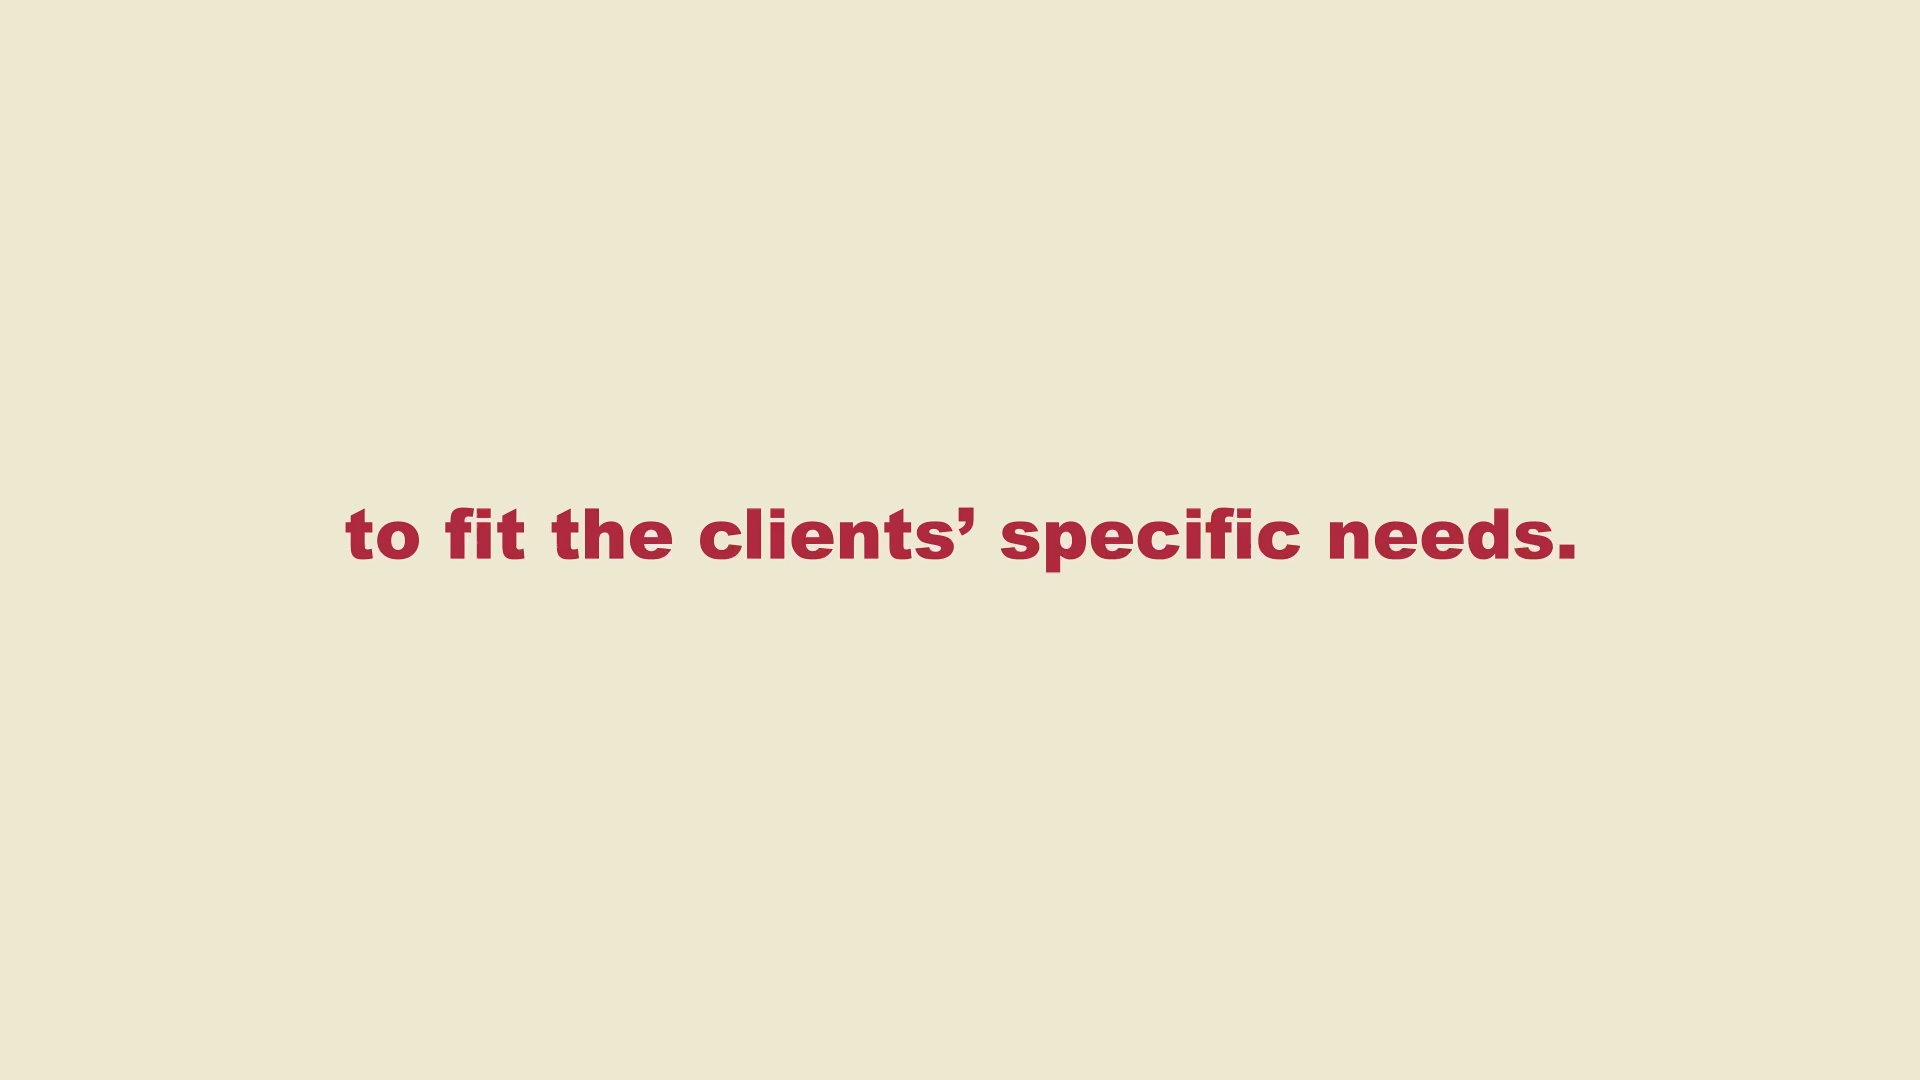 to fit the clients’ specific needs.